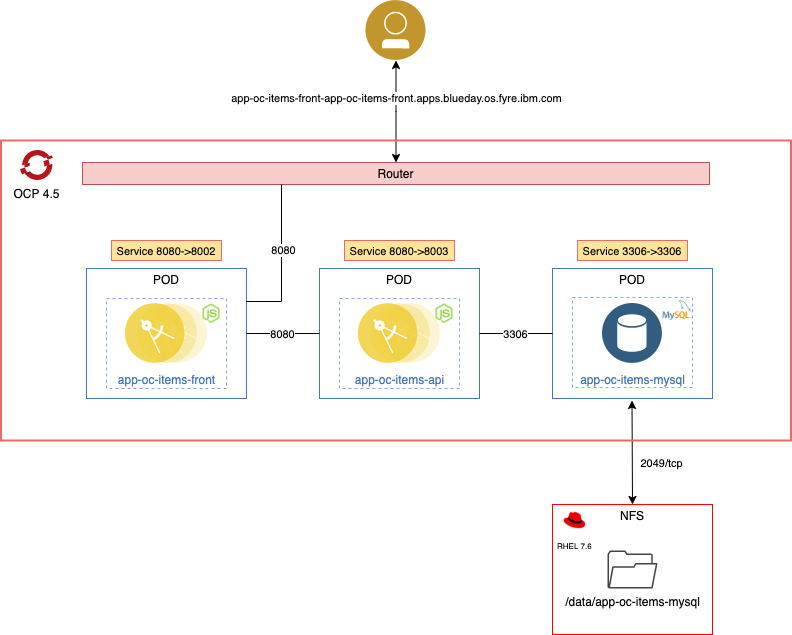 app-oc-items-front-app-oc-items-front.apps.blueday.os.fyre.ibm.com
OCP 4.5
Router
8080
Service 8080->8002
Service 8080->8003
Service 3306->3306
POD
POD
POD
JS
JS
MySQL
8080
3306
app-oc-items-front
app-oc-items-api
app-oc-items-mysql
2049/tcp
NFS
RHEL 7.6
/data/app-oc-items-mysql